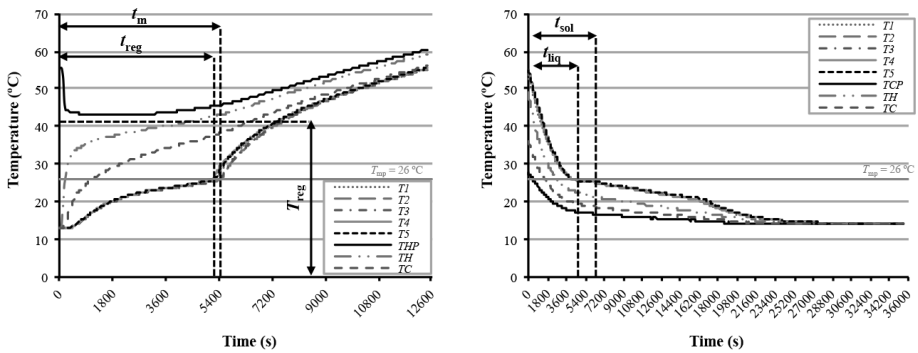 t_m
t_reg
70
60
50
40
30
20
10
0
Temperature (ºC)
T_mp = 26 ºC
T_reg
T1
T2
T3
T4
T5
THP
TH
TC
0
1800
3600
5400
7200
9000
10800
12600
Time (s)
t_sol
t_liq
70
60
50
40
30
20
10
0
Temperature (ºC)
T1
T2
T3
T4
T5
TCP
TH
TC
T_mp = 26 ºC
0
1800
3600
5400
7200
9000
10800
12600
14400
16200
18000
19800
21600
23400
25200
27000
28800
30600
32400
34200
36000
Time (s)